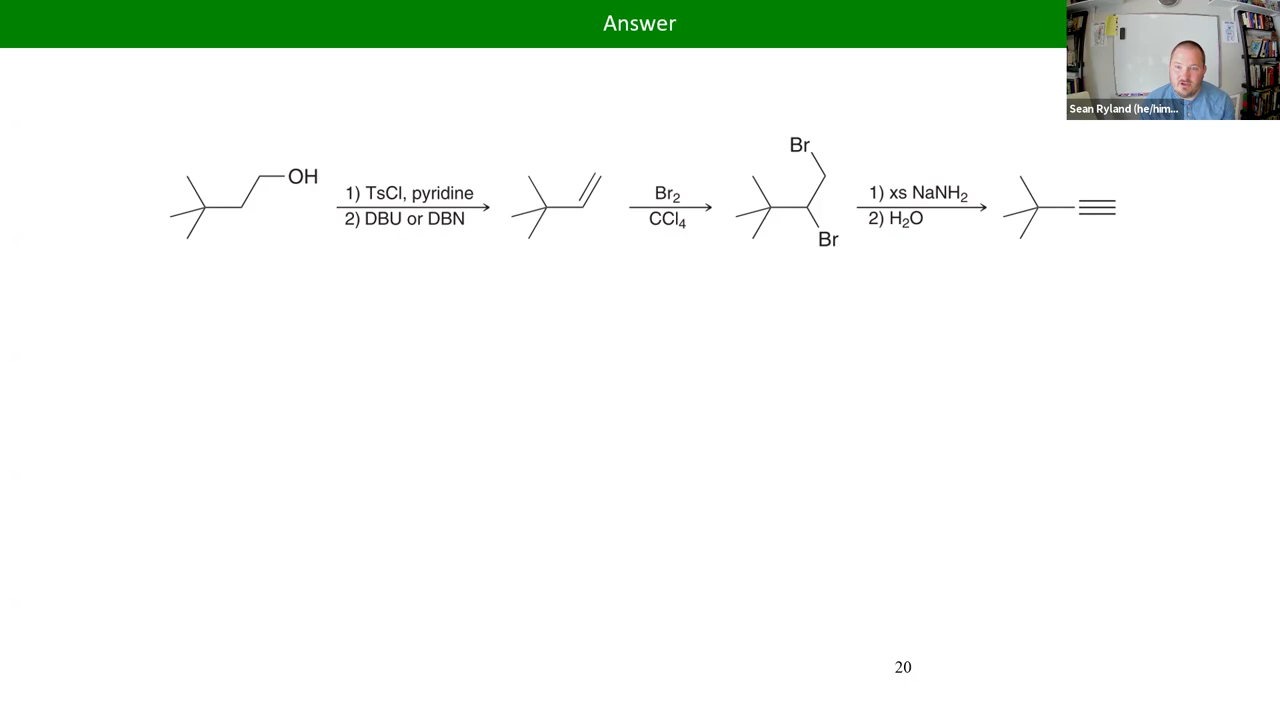 Answer
Sean Ryland (he/him...
Br
OH
1) TsCl, pyridine
2) DBU or DBN
Br₂
CCl₄
1) xs NaNH₂
2) H₂O
Br
20